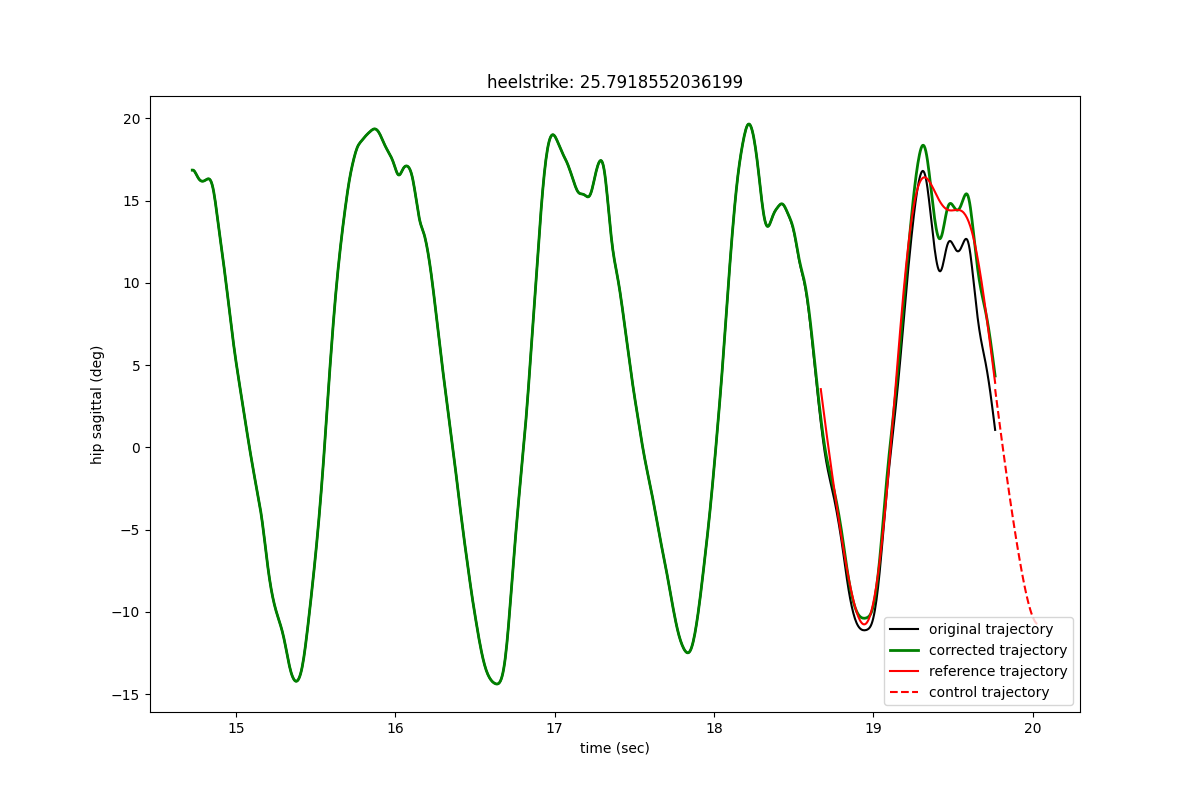 heelstrike: 25.7918552036199
hip sagittal (deg)
20
15
10
5
0
−5
−10
−15
15
16
17
18
19
20
time (sec)
original trajectory
corrected trajectory
reference trajectory
control trajectory